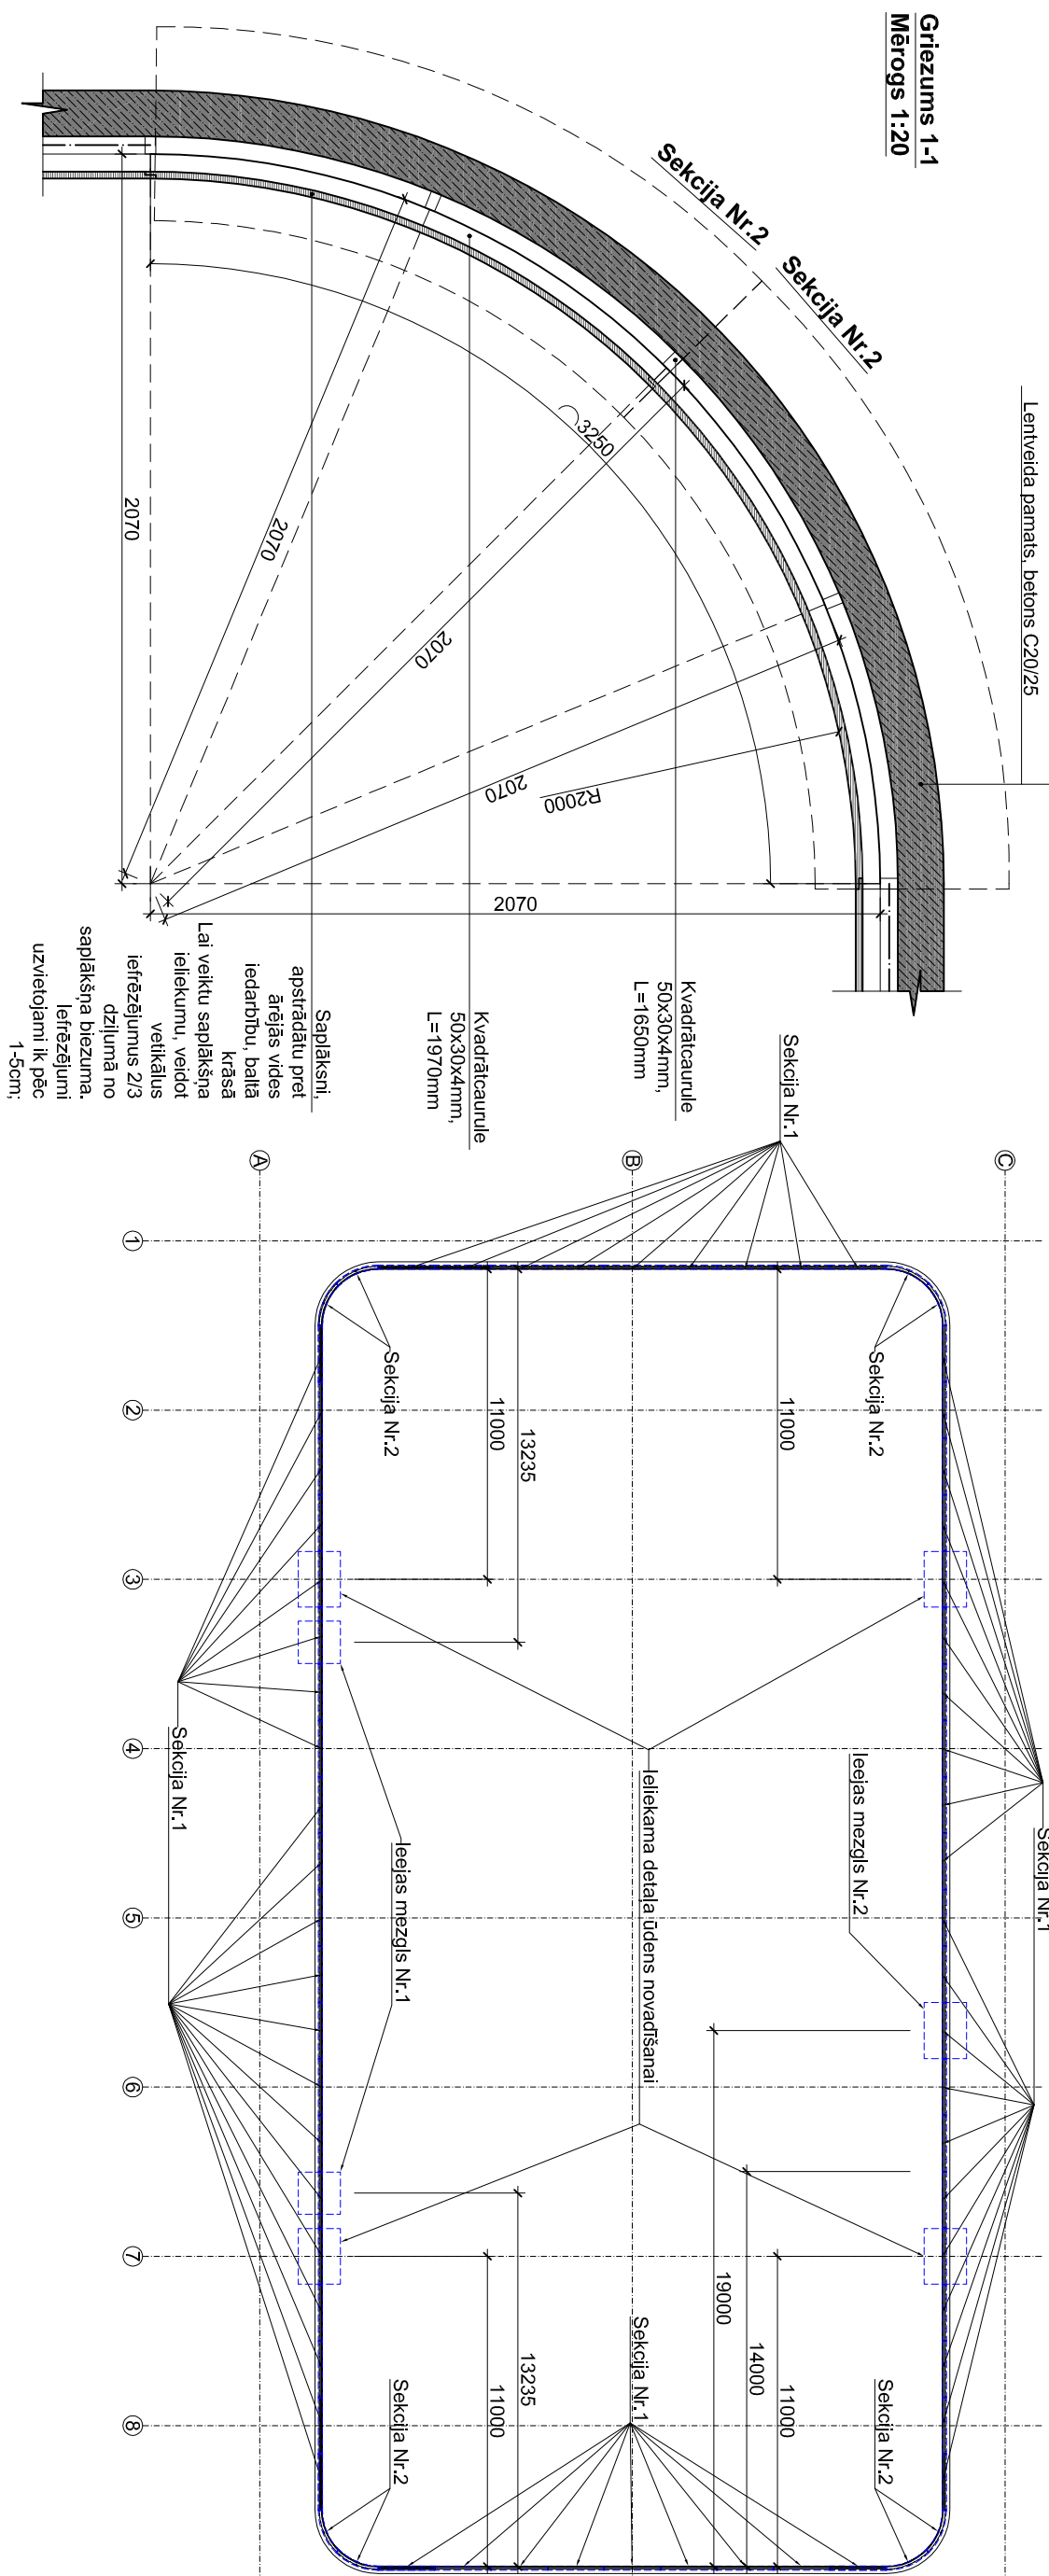 Griezums 1-1
Mērogs 1:20
Sekcija Nr.2
Sekcija Nr.2
Lentveida pamats, betons C20/25
3250
2070
2070
2070
2070
R2000
2070
Kvadrātcaurule
50x30x4mm,
L=1650mm
Kvadrātcaurule
50x30x4mm,
L=1970mm
Saplāksni,
apstrādātu pret
ārējās vides
iedarbību, baltā
krāsā
Lai veiktu saplākšņa
ieliekumu, veidot
vetikālus
iefrēzējumus 2/3
dziļumā no
saplākšņa biezuma.
Iefrēzējumi
uzvietojami ik pēc
1-5cm;
Sekcija Nr.1
A
B
C
1
2
3
4
5
6
7
8
Sekcija Nr.2
Sekcija Nr.2
11000
13235
11000
Sekcija Nr.1
Sekcija Nr.1
Ieejas mezgls Nr.1
Ieliekama detaļa ūdens novadīšanai
Ieejas mezgls Nr.2
19000
14000
11000
13235
11000
Sekcija Nr.1
Sekcija Nr.2
Sekcija Nr.2